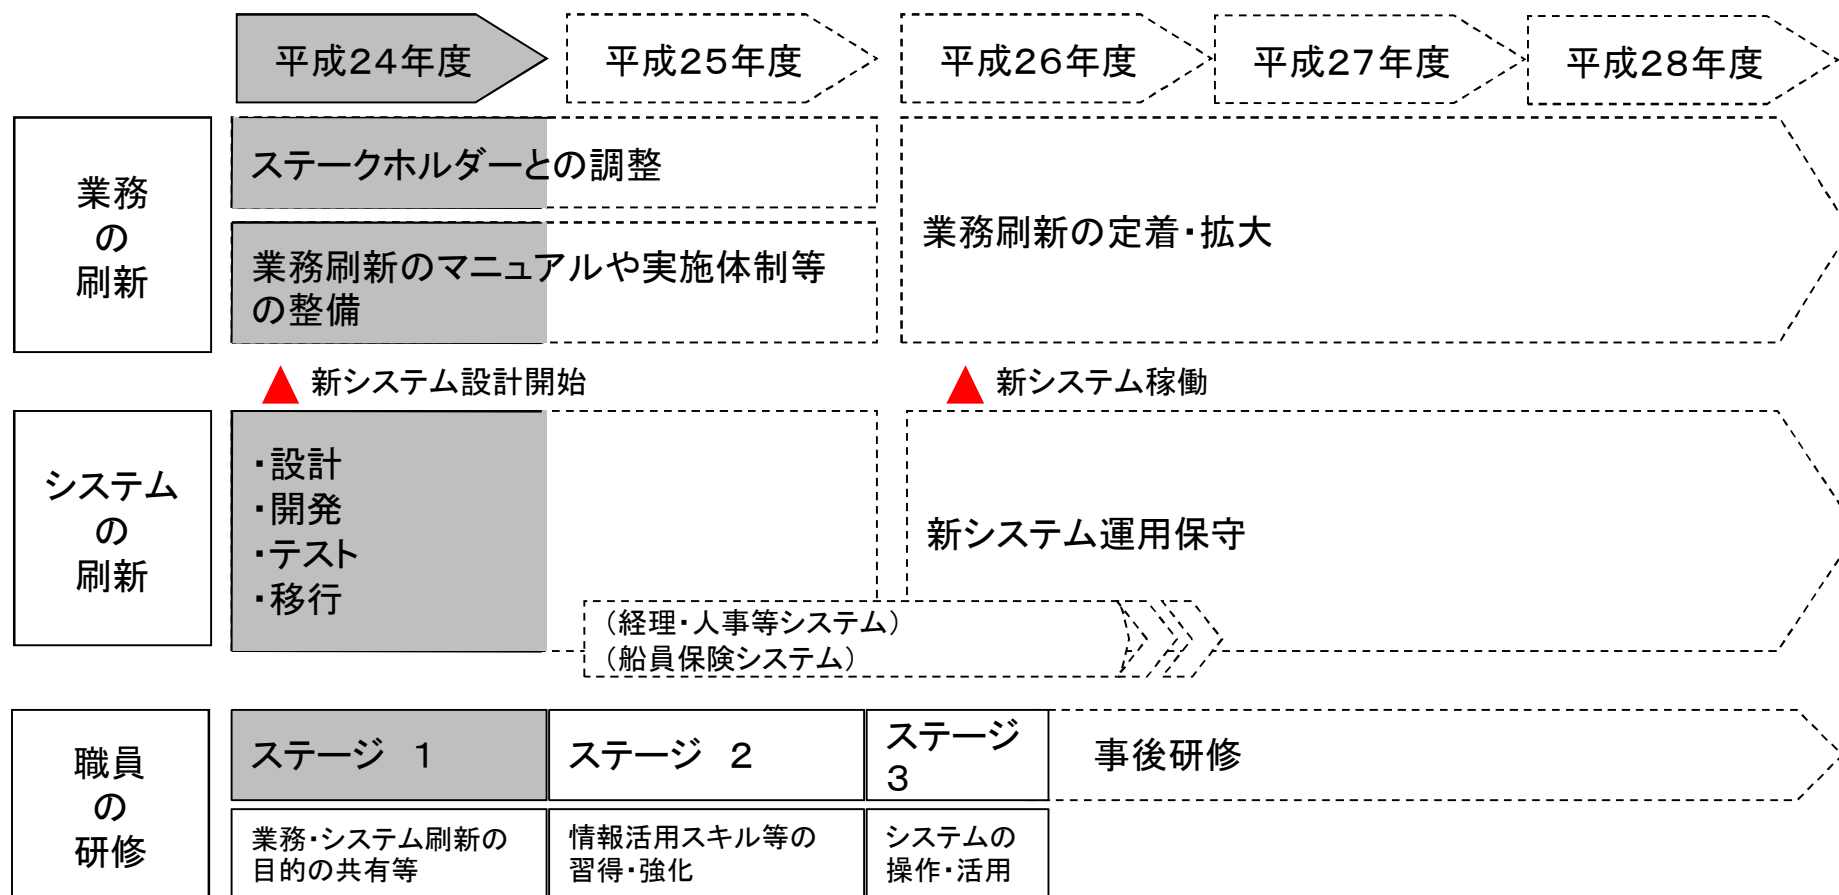 平成24年度
平成25年度
平成26年度
平成27年度
平成28年度
業務
の
刷新
ステークホルダーとの調整
業務刷新のマニュアルや実施体制等
の整備
業務刷新の定着・拡大
新システム設計開始
新システム稼働
システム
の
刷新
・設計
・開発
・テスト
・移行
新システム運用保守
（経理・人事等システム）
（船員保険システム）
職員
の
研修
ステージ　1
ステージ　2
ステージ
3
事後研修
業務・システム刷新の
目的の共有等
情報活用スキル等の
習得・強化
システムの
操作・活用